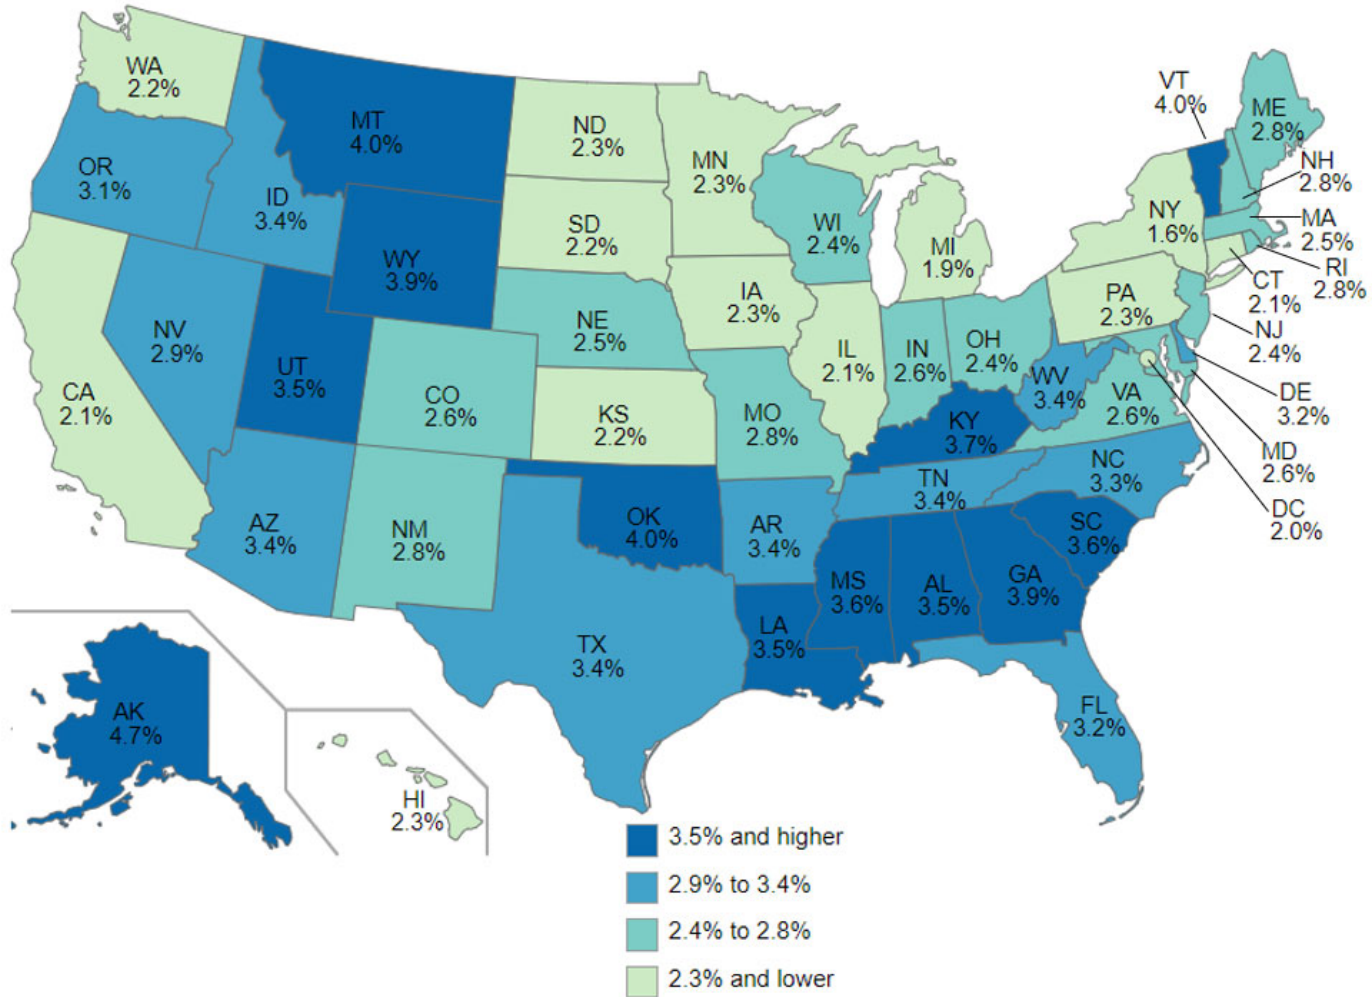 WA
2.2%
OR
3.1%
CA
2.1%
ID
3.4%
NV
2.9%
MT
4.0%
WY
3.9%
UT
3.5%
AZ
3.4%
CO
2.6%
NM
2.8%
ND
2.3%
SD
2.2%
NE
2.5%
KS
2.2%
OK
4.0%
TX
3.4%
MN
2.3%
IA
2.3%
MO
2.8%
AR
3.4%
LA
3.5%
WI
2.4%
IL
2.1%
MI
1.9%
IN
2.6%
OH
2.4%
KY
3.7%
TN
3.4%
MS
3.6%
AL
3.5%
GA
3.9%
FL
3.2%
SC
3.6%
NC
3.3%
VA
2.6%
WV
3.4%
PA
2.3%
NY
1.6%
VT
4.0%
ME
2.8%
NH
2.8%
MA
2.5%
RI
2.8%
CT
2.1%
NJ
2.4%
DE
3.2%
MD
2.6%
DC
2.0%
AK
4.7%
HI
2.3%
3.5% and higher
2.9% to 3.4%
2.4% to 2.8%
2.3% and lower